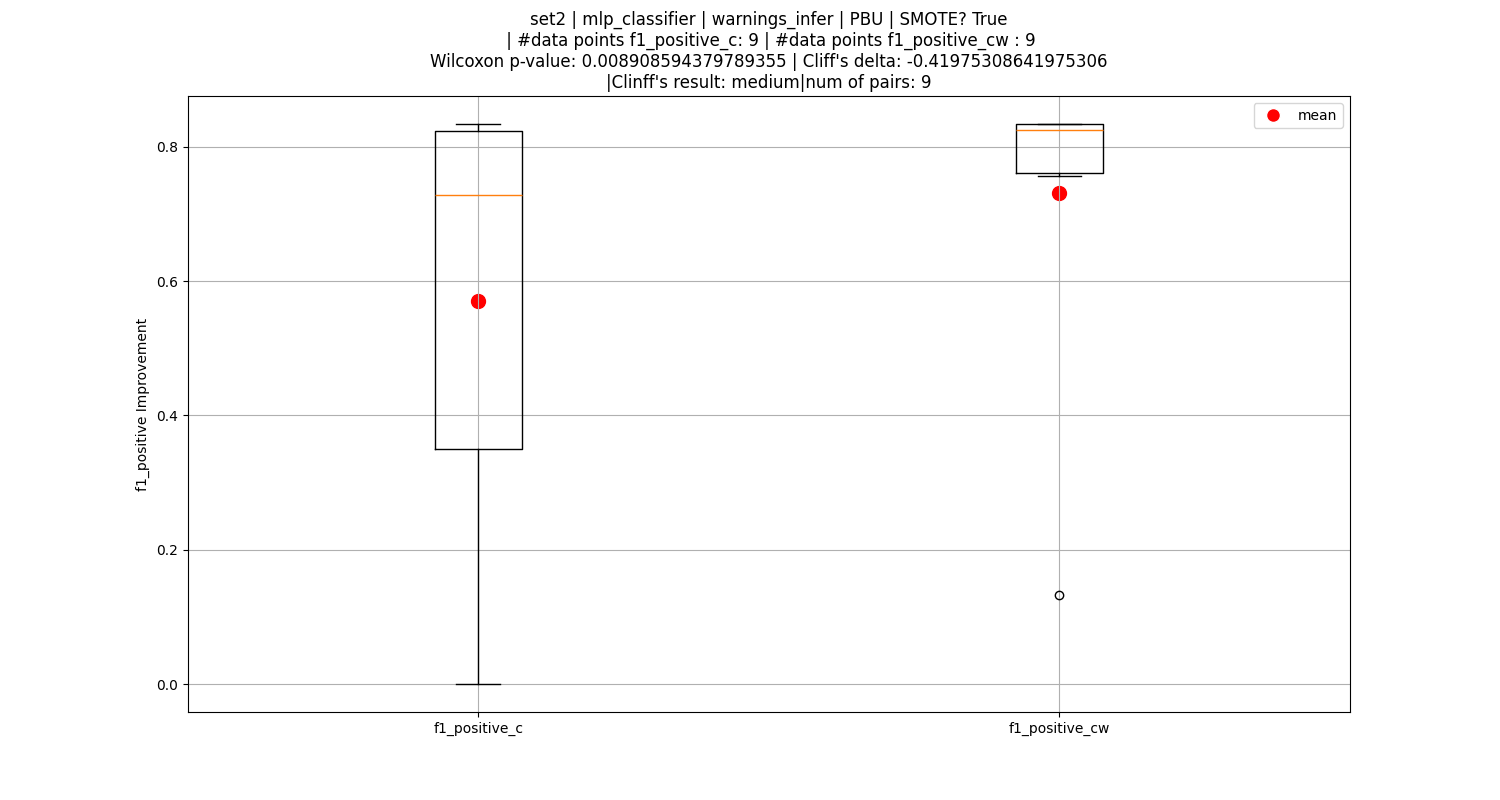 set2 | mlp_classifier | warnings_infer | PBU | SMOTE? True
| #data points f1_positive_c: 9 | #data points f1_positive_cw : 9
Wilcoxon p-value: 0.008908594379789355 | Cliff's delta: -0.41975308641975306
|Clinff's result: medium|num of pairs: 9
mean
0.8
0.6
0.4
0.2
0.0
f1_positive Improvement
f1_positive_c
f1_positive_cw